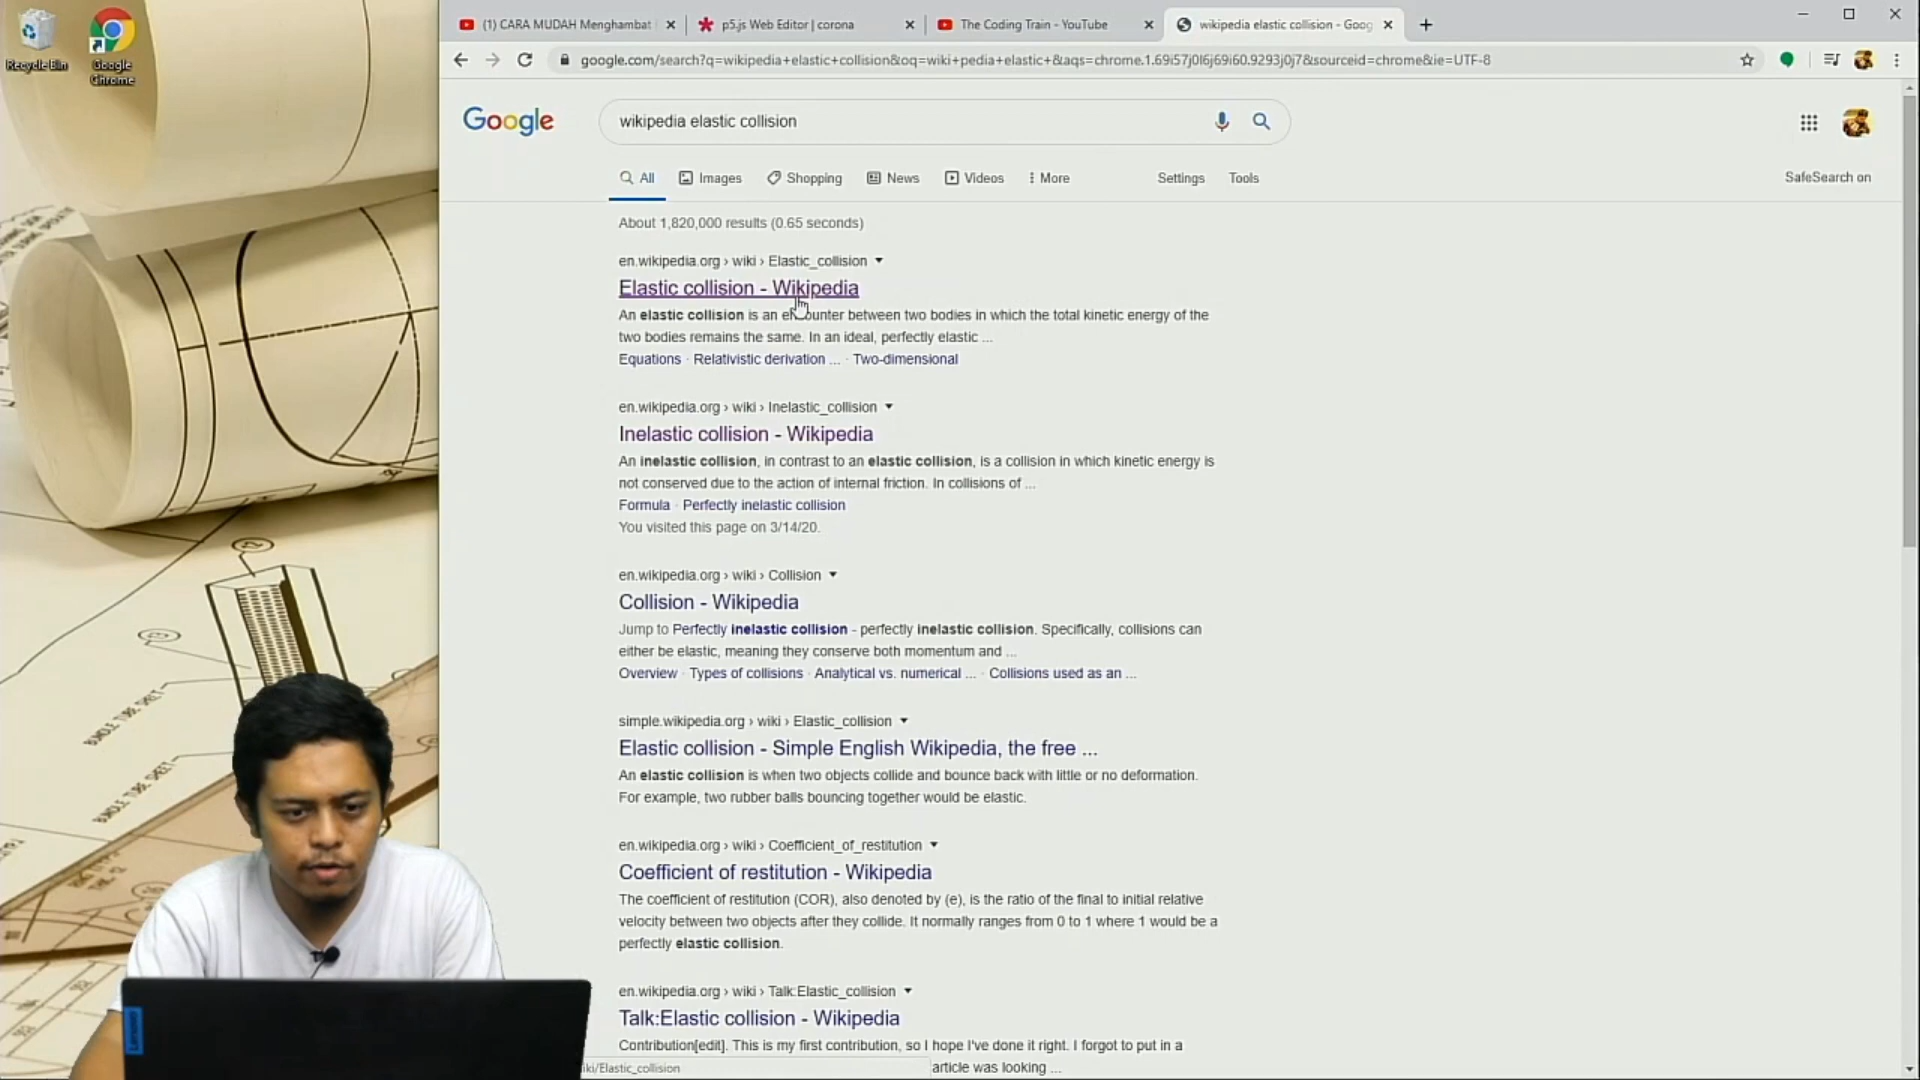 (1) CARA MUDAH Menghambat
p5.js Web Editor | corona
The Coding Train - YouTube
wikipedia elastic collision - Goog
google.com/search?q=wikipedia+elastic+collision&oq=wiki+pedia+elastic+&aqs=chrome.1.69i57j0l6j69i60.9293j0j7&sourceid=chrome&ie=UTF-8
Recycle Bin
Google
Chrome
Google
wikipedia elastic collision
All
Images
Shopping
News
Videos
More
Settings
Tools
SafeSearch on
About 1,820,000 results (0.65 seconds)
en.wikipedia.org › wiki › Elastic_collision
Elastic collision - Wikipedia
An elastic collision is an encounter between two bodies in which the total kinetic energy of the
two bodies remains the same. In an ideal, perfectly elastic ...
Equations · Relativistic derivation ... · Two-dimensional
en.wikipedia.org › wiki › Inelastic_collision
Inelastic collision - Wikipedia
An inelastic collision, in contrast to an elastic collision, is a collision in which kinetic energy is
not conserved due to the action of internal friction. In collisions of ...
Formula · Perfectly inelastic collision
You visited this page on 3/14/20.
en.wikipedia.org › wiki › Collision
Collision - Wikipedia
Jump to Perfectly inelastic collision - perfectly inelastic collision. Specifically, collisions can
either be elastic, meaning they conserve both momentum and ...
Overview · Types of collisions · Analytical vs. numerical ... · Collisions used as an ...
simple.wikipedia.org › wiki › Elastic_collision
Elastic collision - Simple English Wikipedia, the free ...
An elastic collision is when two objects collide and bounce back with little or no deformation.
For example, two rubber balls bouncing together would be elastic.
en.wikipedia.org › wiki › Coefficient_of_restitution
Coefficient of restitution - Wikipedia
The coefficient of restitution (COR), also denoted by (e), is the ratio of the final to initial relative
velocity between two objects after they collide. It normally ranges from 0 to 1 where 1 would be a
perfectly elastic collision.
en.wikipedia.org › wiki › Talk:Elastic_collision
Talk:Elastic collision - Wikipedia
Contribution[edit]. This is my first contribution, so I hope I've done it right. I forgot to put in a
article was looking ...
iki/Elastic_collision
BUNDLE TUBE SHEET
BUNDLE TUBE SHEET
Lenovo